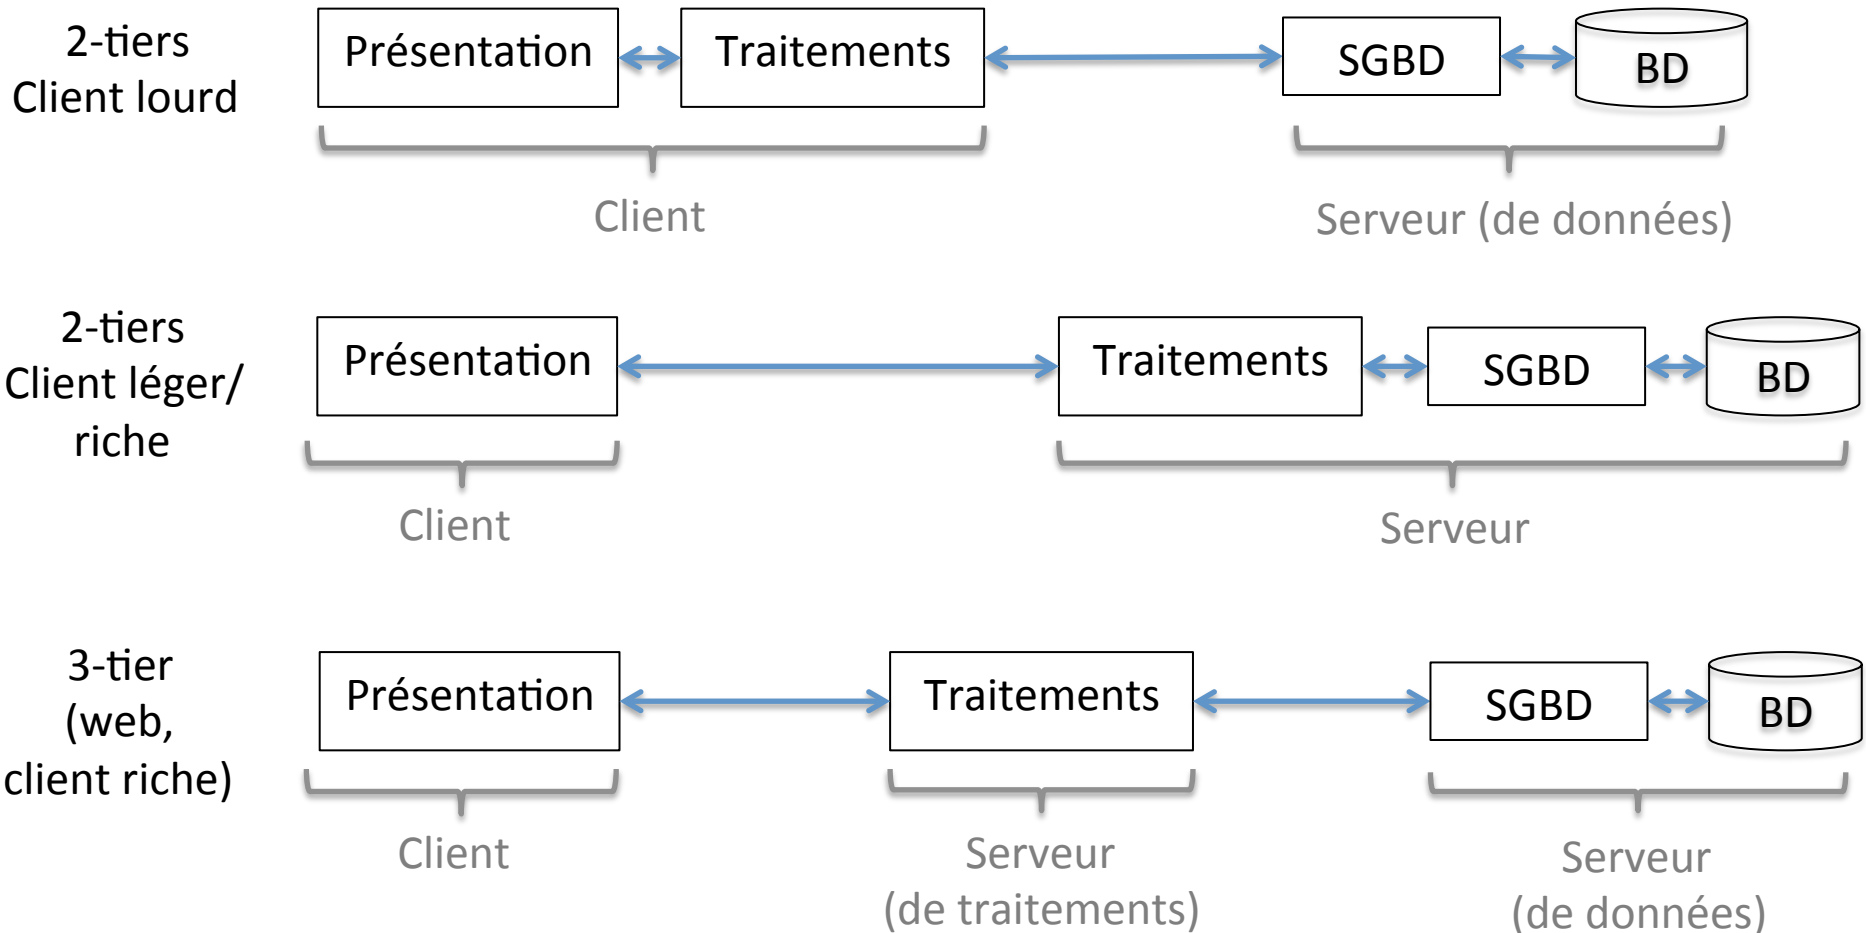 2-tiers
Client lourd
Présentation
Traitements
SGBD
BD
Client
Serveur (de données)
2-tiers
Client léger/
riche
Présentation
Traitements
SGBD
BD
Client
Serveur
3-tier
(web,
client riche)
Présentation
Traitements
SGBD
BD
Client
Serveur
(de traitements)
Serveur
(de données)